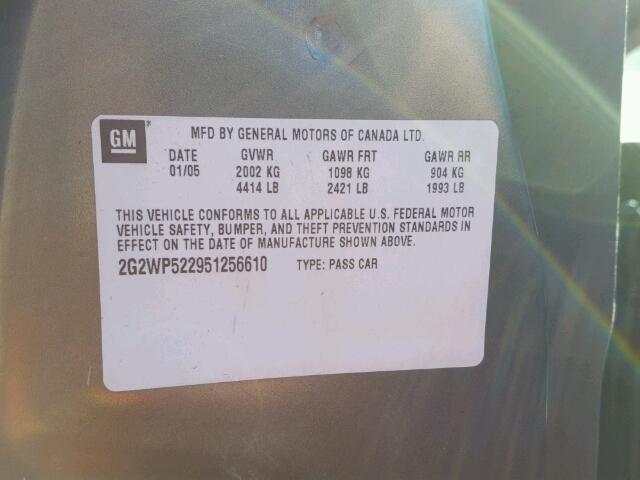 GM MFD BY GENERAL MOTORS OF CANADA LTD.
DATE GVWR GAWR FRT GAWR RR
01/05 2002 KG 1098 KG 904 KG
4414 LB 2421 LB 1993 LB
THIS VEHICLE CONFORMS TO ALL APPLICABLE U.S. FEDERAL MOTOR
VEHICLE SAFETY, BUMPER, AND THEFT PREVENTION STANDARDS IN
EFFECT ON THE DATE OF MANUFACTURE SHOWN ABOVE.
2G2WP522951256610 TYPE: PASS CAR